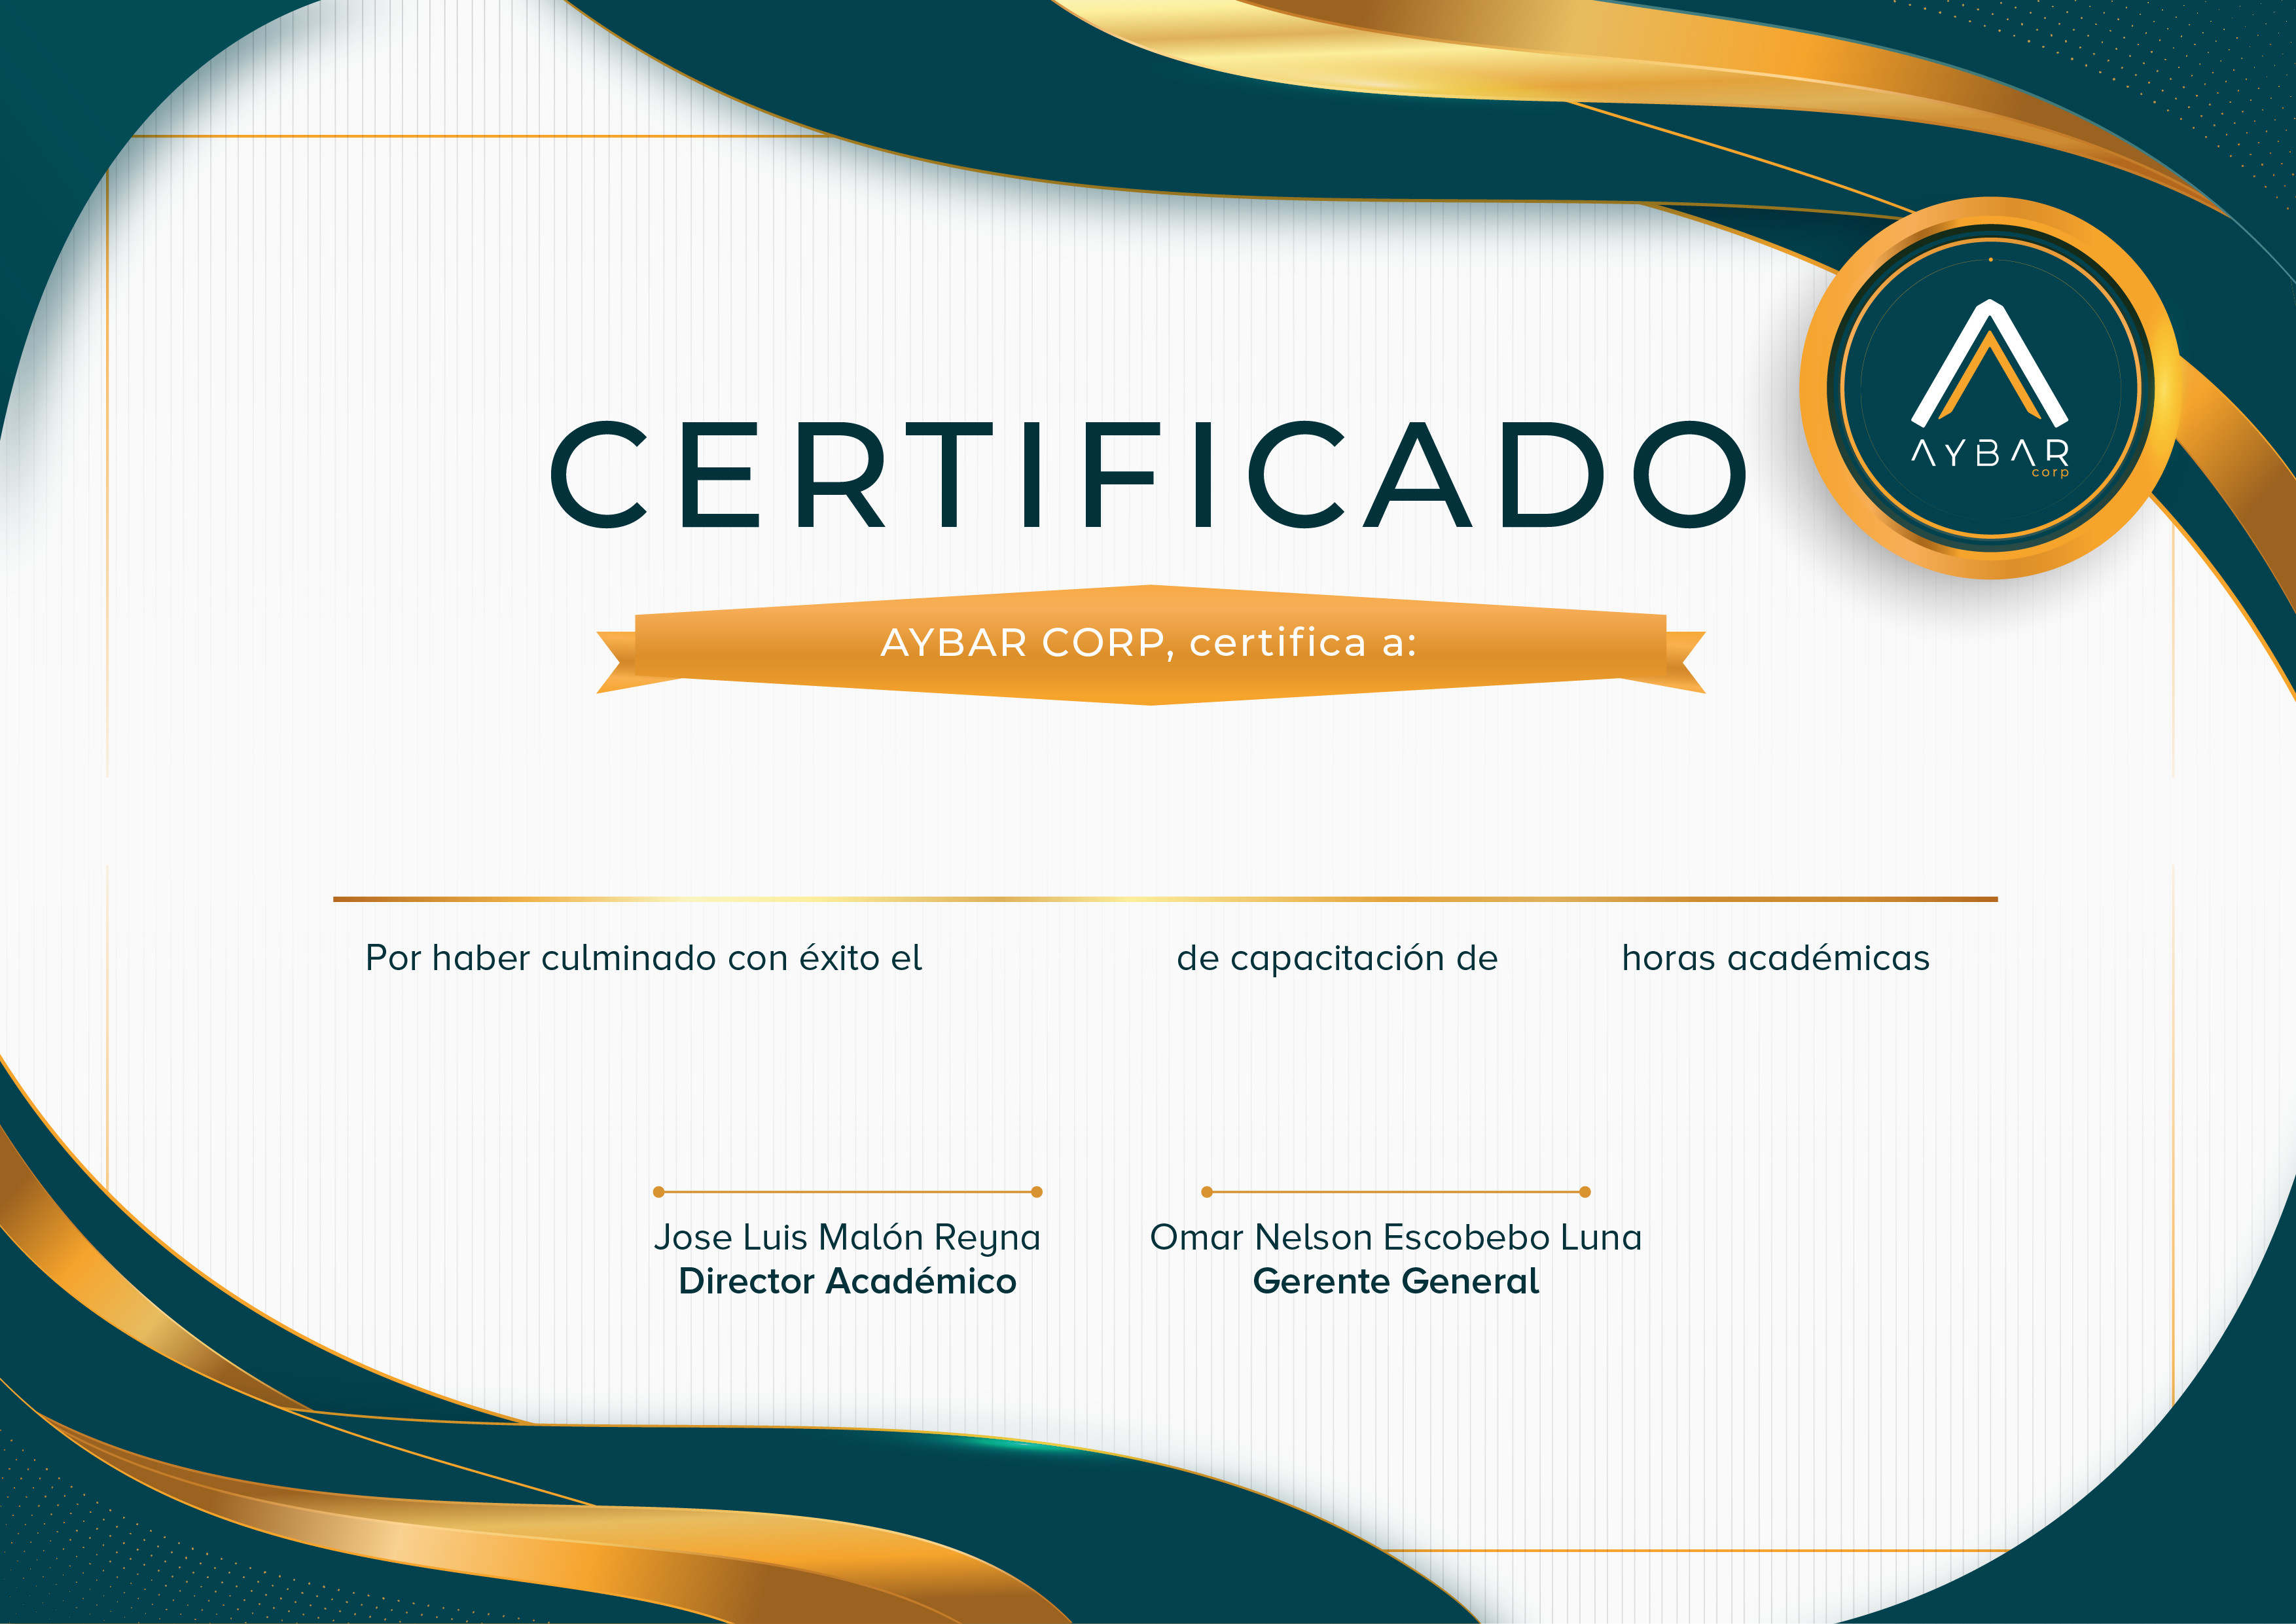 AYBAR
corp
CERTIFICADO
AYBAR CORP, certifica a:
Por haber culminado con éxito el de capacitación de horas académicas
Jose Luis Malón Reyna
Director Académico
Omar Nelson Escobebo Luna
Gerente General